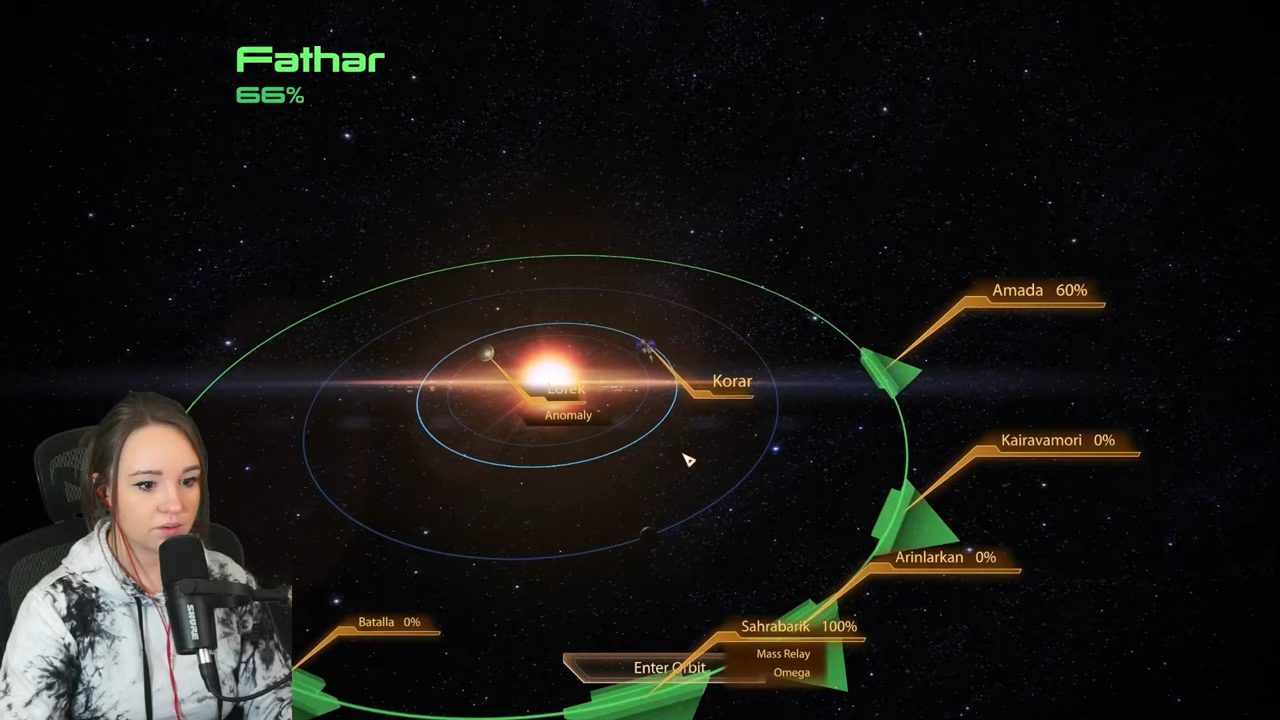 Fathar
66%
Amada 60%
Korar
Lorek
Anomaly
Kairavamori 0%
Arinlarkan 0%
Batalla 0%
Sahrabarik 100%
Mass Relay
Omega
Enter Orbit
SHURE